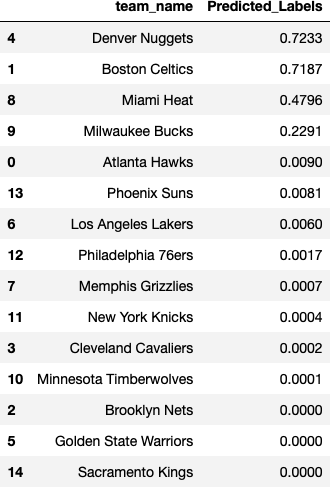 team_name Predicted_Labels
4 Denver Nuggets 0.7233
1 Boston Celtics 0.7187
8 Miami Heat 0.4796
9 Milwaukee Bucks 0.2291
0 Atlanta Hawks 0.0090
13 Phoenix Suns 0.0081
6 Los Angeles Lakers 0.0060
12 Philadelphia 76ers 0.0017
7 Memphis Grizzlies 0.0007
11 New York Knicks 0.0004
3 Cleveland Cavaliers 0.0002
10 Minnesota Timberwolves 0.0001
2 Brooklyn Nets 0.0000
5 Golden State Warriors 0.0000
14 Sacramento Kings 0.0000